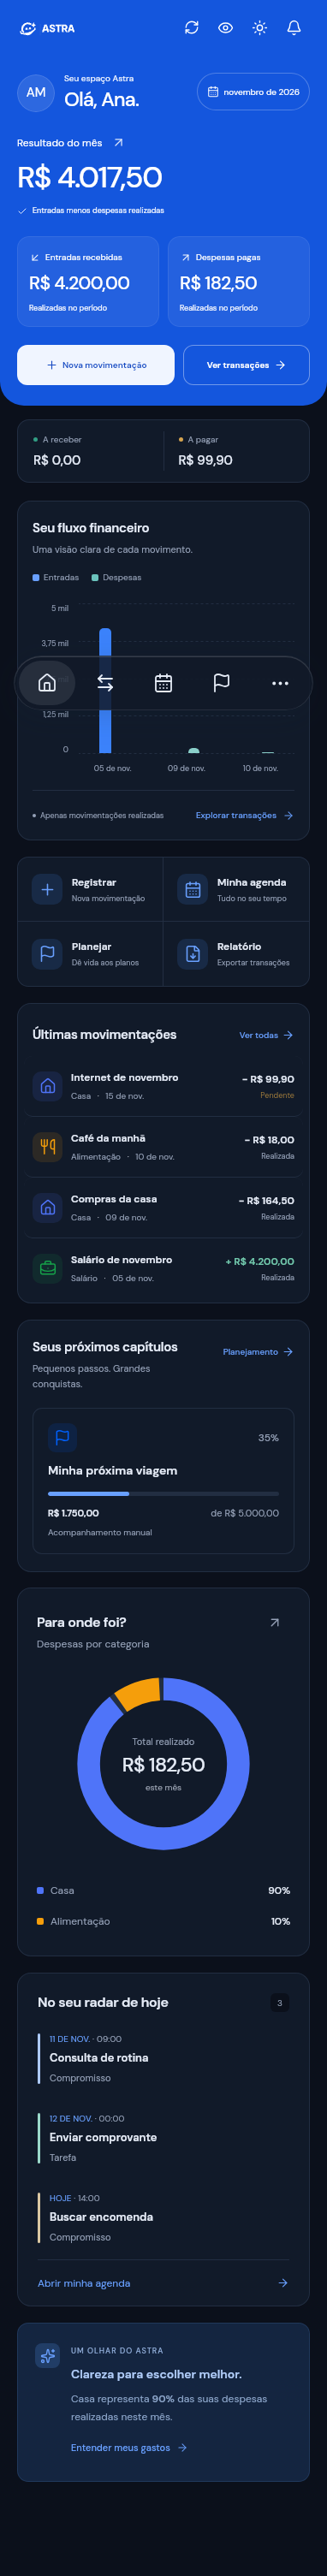 ASTRA
AM
Seu espaço Astra
Olá, Ana.
novembro de 2026
Resultado do mês
R$ 4.017,50
Entradas menos despesas realizadas
Entradas recebidas
R$ 4.200,00
Realizadas no período
Despesas pagas
R$ 182,50
Realizadas no período
Nova movimentação
Ver transações
A receber
R$ 0,00
A pagar
R$ 99,90
Seu fluxo financeiro
Uma visão clara de cada movimento.
Entradas
Despesas
5 mil
3,75 mil
1,25 mil
0
05 de nov.
09 de nov.
10 de nov.
Apenas movimentações realizadas
Explorar transações
Registrar
Nova movimentação
Minha agenda
Tudo no seu tempo
Planejar
Dê vida aos planos
Relatório
Exportar transações
Últimas movimentações
Ver todas
Internet de novembro
Casa · 15 de nov.
− R$ 99,90
Pendente
Café da manhã
Alimentação · 10 de nov.
− R$ 18,00
Realizada
Compras da casa
Casa · 09 de nov.
− R$ 164,50
Realizada
Salário de novembro
Salário · 05 de nov.
+ R$ 4.200,00
Realizada
Seus próximos capítulos
Planejamento
Pequenos passos. Grandes
conquistas.
35%
Minha próxima viagem
R$ 1.750,00
de R$ 5.000,00
Acompanhamento manual
Para onde foi?
Despesas por categoria
Total realizado
R$ 182,50
este mês
Casa
90%
Alimentação
10%
No seu radar de hoje
3
11 DE NOV. · 09:00
Consulta de rotina
Compromisso
12 DE NOV. · 00:00
Enviar comprovante
Tarefa
HOJE · 14:00
Buscar encomenda
Compromisso
Abrir minha agenda
UM OLHAR DO ASTRA
Clareza para escolher melhor.
Casa representa 90% das suas despesas
realizadas neste mês.
Entender meus gastos